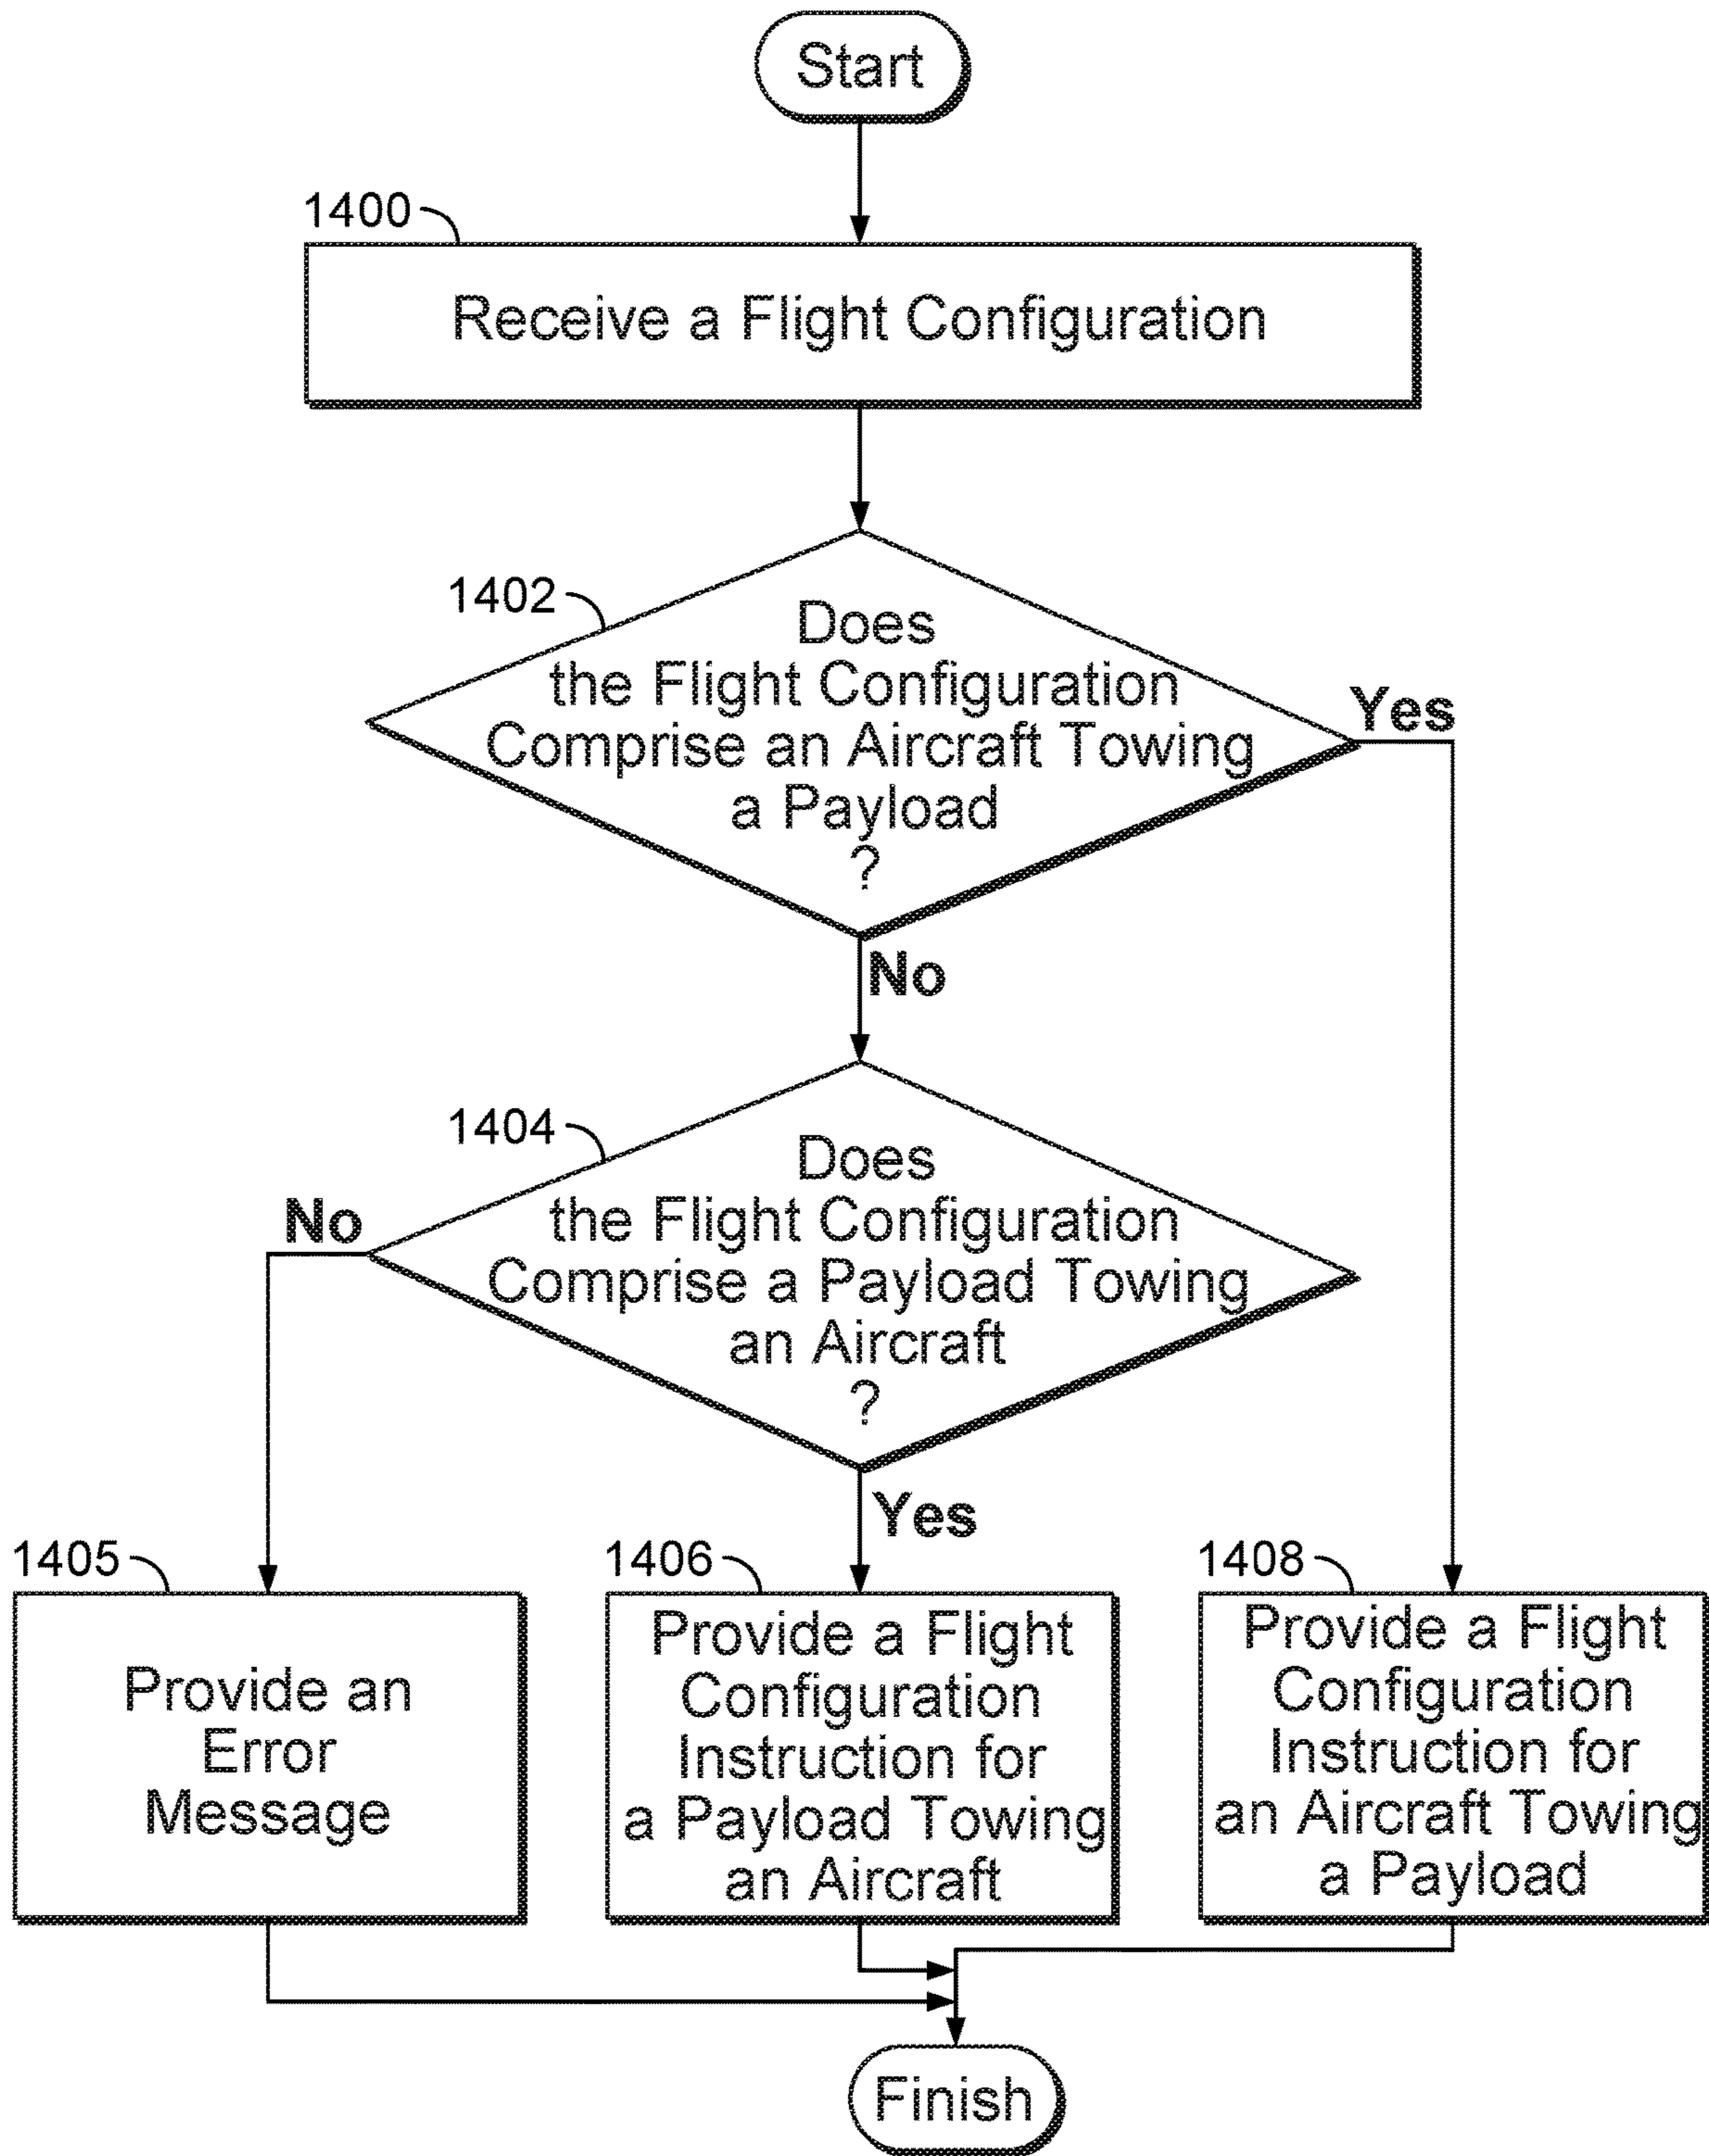 Start
1400
Receive a Flight Configuration
1402
Does
the Flight Configuration
Comprise an Aircraft Towing
a Payload
?
Yes
No
1404
Does
the Flight Configuration
Comprise a Payload Towing
an Aircraft
?
No
Yes
1405
Provide an
Error
Message
1406
Provide a Flight
Configuration
Instruction for
a Payload Towing
an Aircraft
1408
Provide a Flight
Configuration
Instruction for
an Aircraft Towing
a Payload
Finish